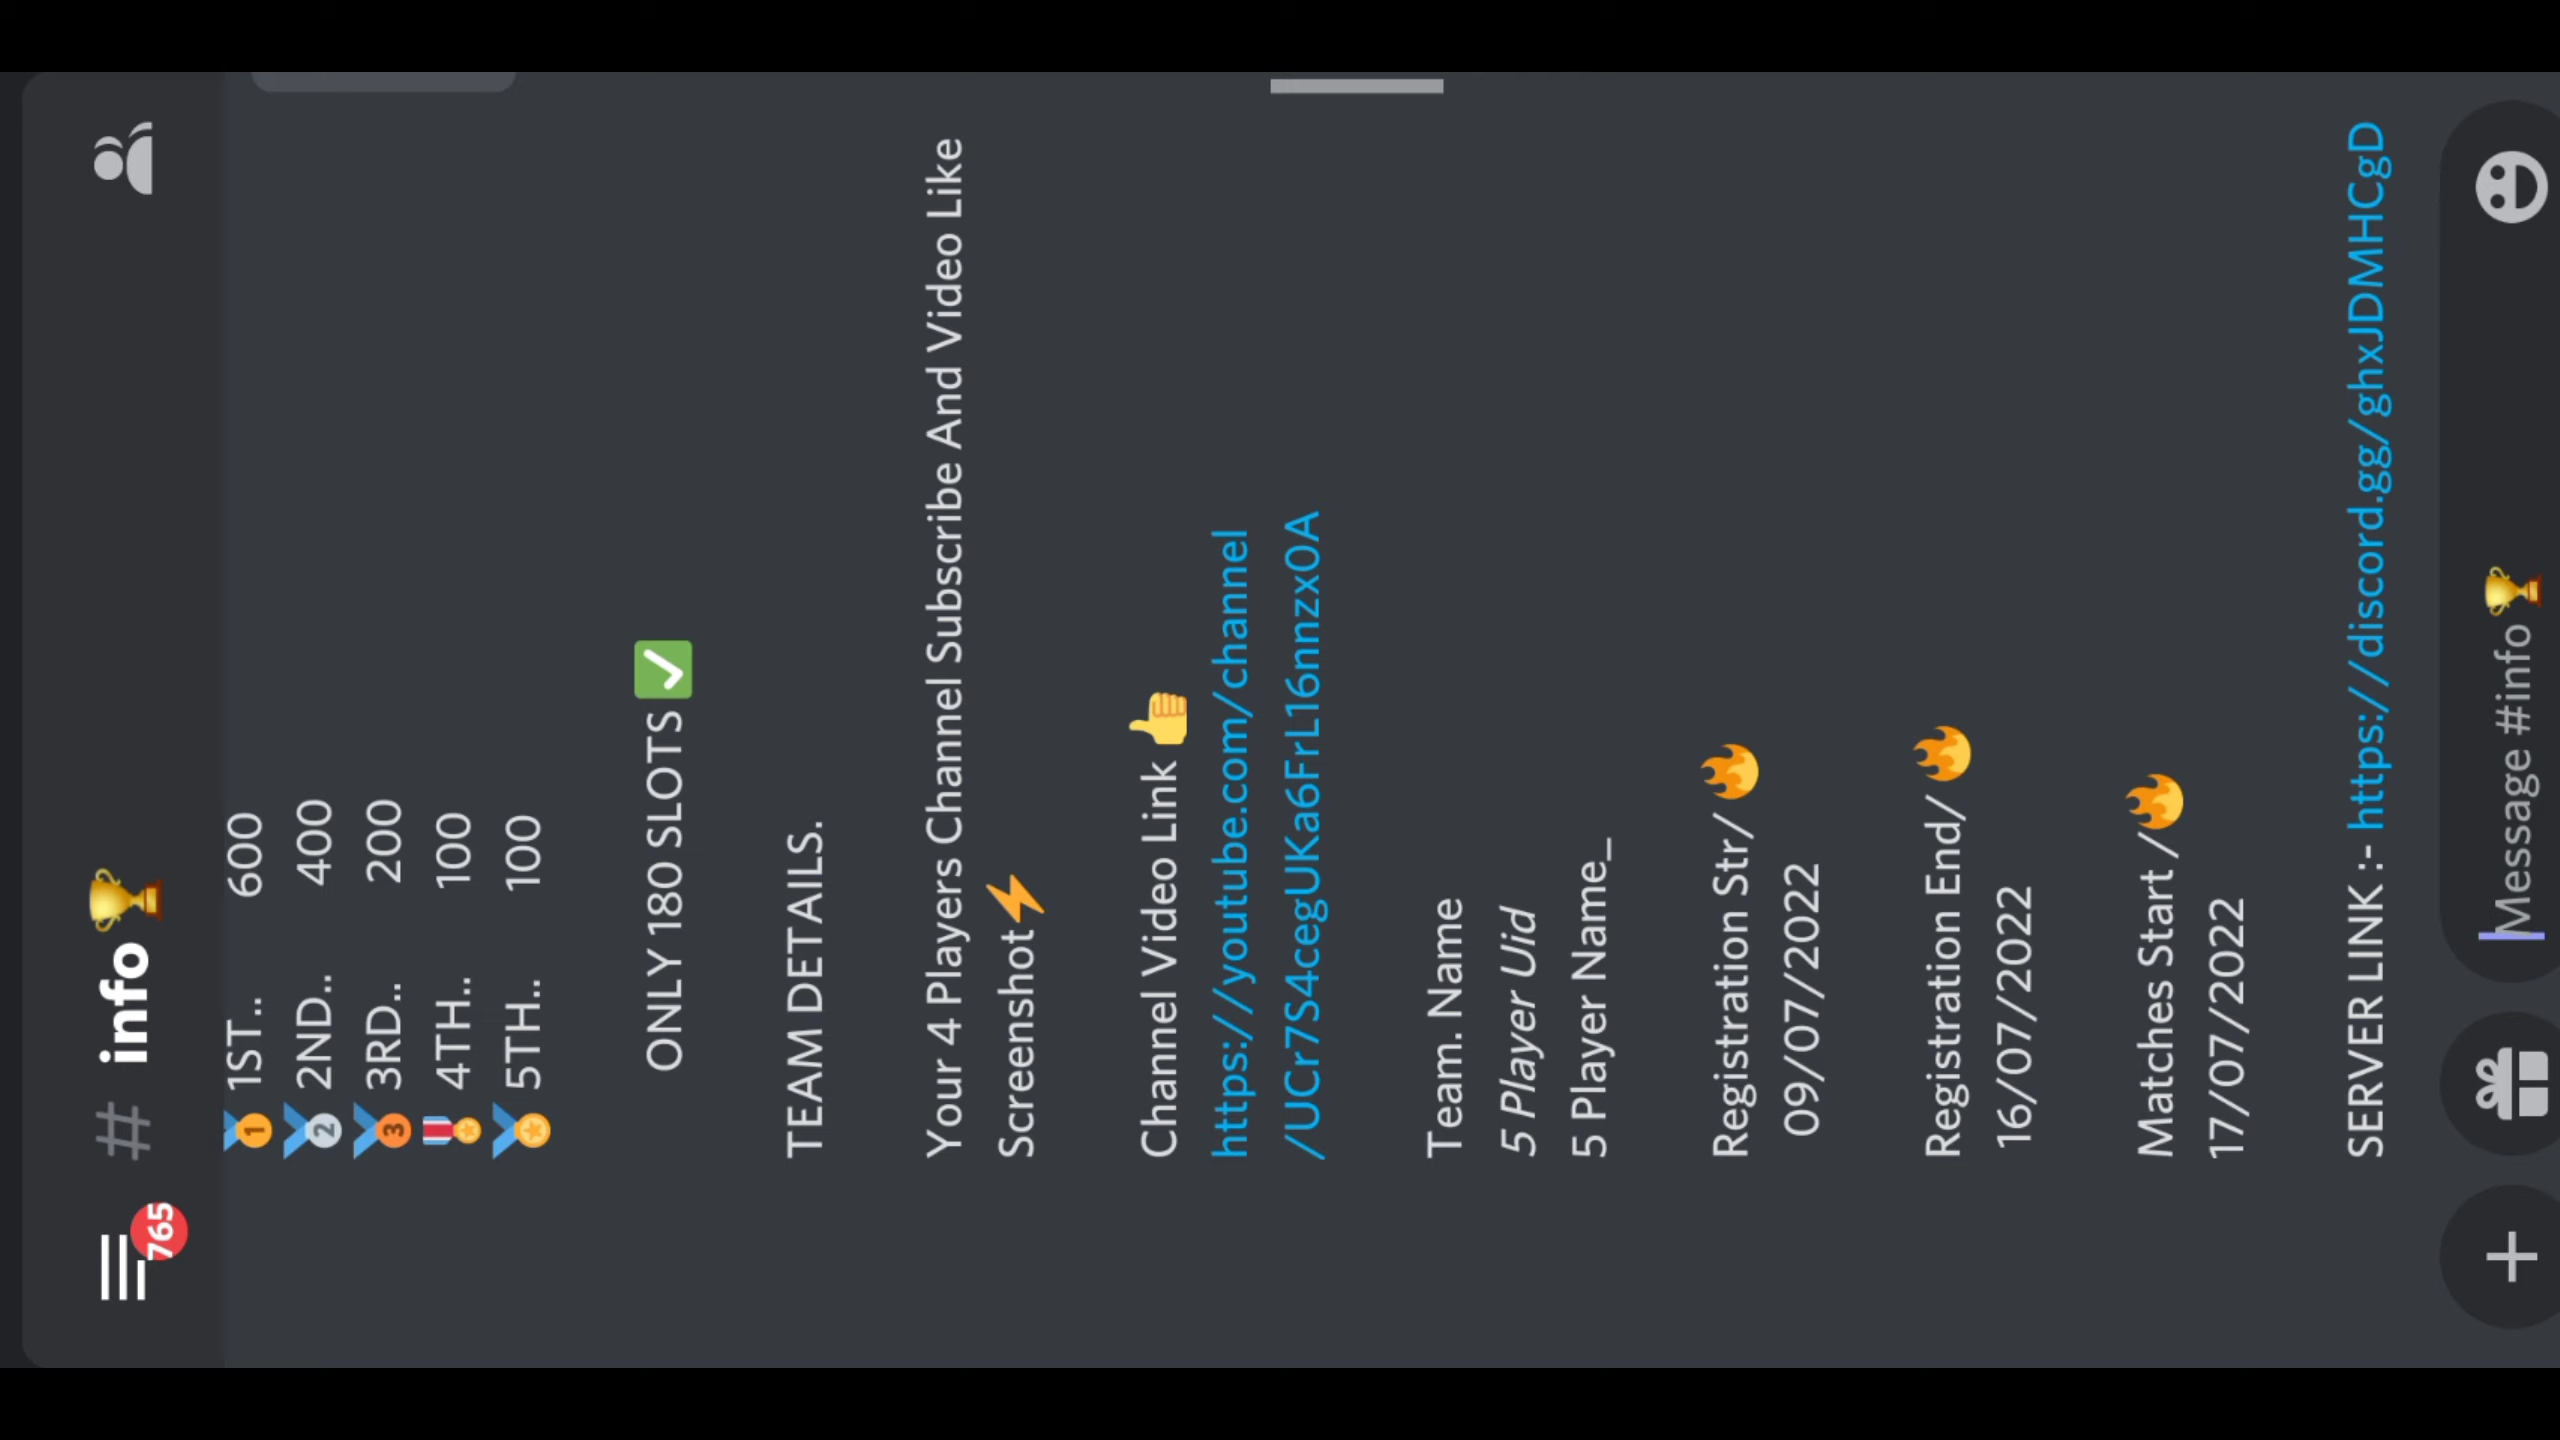 765
# info 🏆
🥇 1ST.. 600
🥈 2ND.. 400
🥉 3RD.. 200
🎖 4TH.. 100
🏅 5TH.. 100
ONLY 180 SLOTS ✅
TEAM DETAILS.
Your 4 Players Channel Subscribe And Video Like
Screenshot⚡
Channel Video Link 👍
https://youtube.com/channel
/UCr7S4cegUKa6FrL16nnzx0A
Team. Name
5 Player Uid
5 Player Name_
Registration Str/ 🔥
09/07/2022
Registration End/ 🔥
16/07/2022
Matches Start /🔥
17/07/2022
SERVER LINK :- https://discord.gg/ghxJDMHCgD
Message #info 🏆